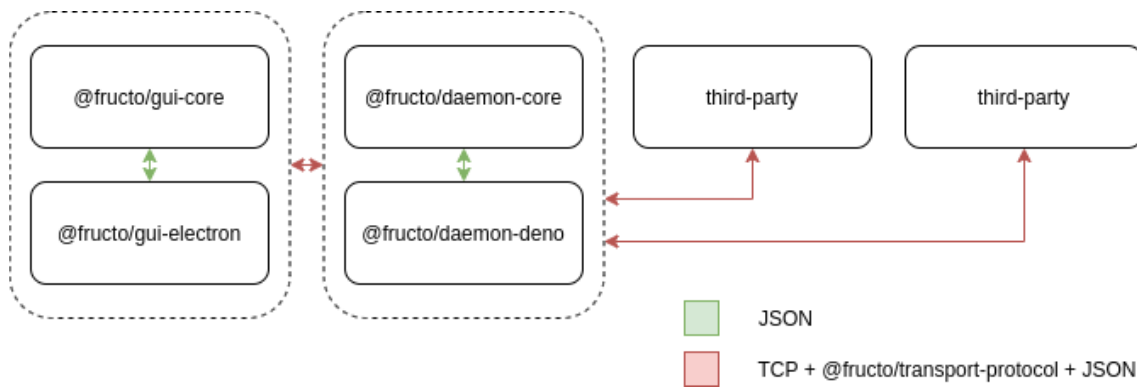 @fructo/gui-core
@fructo/daemon-core
third-party
third-party
@fructo/gui-electron
@fructo/daemon-deno
JSON
TCP + @fructo/transport-protocol + JSON